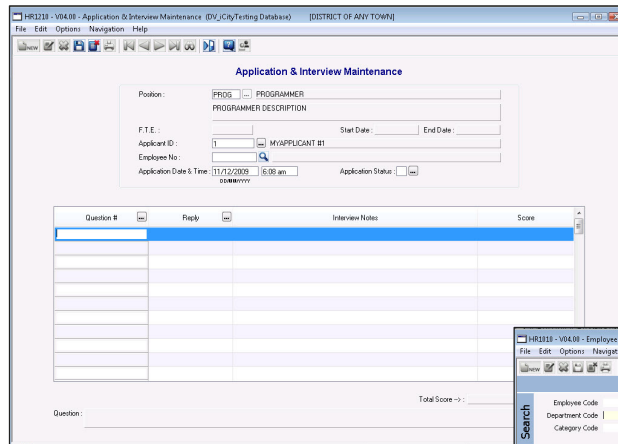 HR1210 - V04.00 - Application & Interview Maintenance (DV_iCityTesting Database) [DISTRICT OF ANY TOWN]
File Edit Options Navigation Help
NEW
Application & Interview Maintenance
Position : PROG ... PROGRAMMER
PROGRAMMER DESCRIPTION
F.T.E. : Start Date : End Date :
Applicant ID : 1 ... MYAPPLICANT #1
Employee No :
Application Date & Time : 11/12/2009 6:08 am Application Status : ...
DD/MM/YYYY
Question # ... Reply ... Interview Notes Score
Total Score -> :
Question :
HR1010 - V04.00 - Employee
File Edit Options Navigat
NEW
Search
Employee Code
Department Code
Category Code